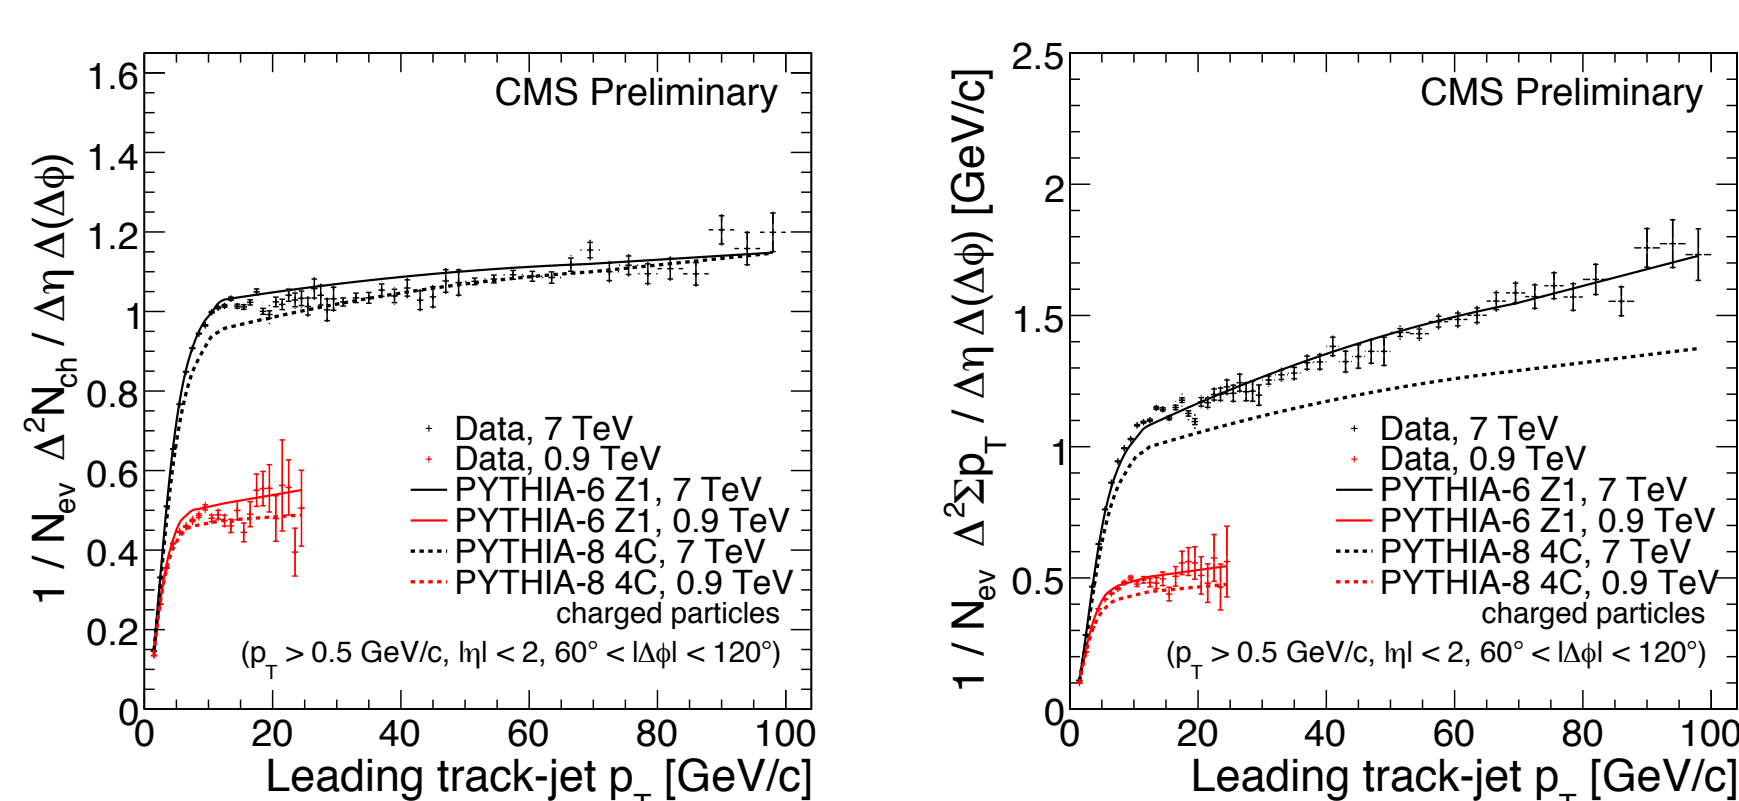 CMS Preliminary
1.6
1.4
1.2
1
0.8
0.6
0.4
0.2
0
1 / N_ev Δ²N_ch / Δη Δ(Δϕ)
Data, 7 TeV
Data, 0.9 TeV
PYTHIA-6 Z1, 7 TeV
PYTHIA-6 Z1, 0.9 TeV
PYTHIA-8 4C, 7 TeV
PYTHIA-8 4C, 0.9 TeV
charged particles
(p_T > 0.5 GeV/c, |η| < 2, 60° < |Δϕ| < 120°)
0 20 40 60 80 100
Leading track-jet p_T [GeV/c]
CMS Preliminary
2.5
2
1.5
1
0.5
0
1 / N_ev Δ²Σp_T / Δη Δ(Δϕ) [GeV/c]
Data, 7 TeV
Data, 0.9 TeV
PYTHIA-6 Z1, 7 TeV
PYTHIA-6 Z1, 0.9 TeV
PYTHIA-8 4C, 7 TeV
PYTHIA-8 4C, 0.9 TeV
charged particles
(p_T > 0.5 GeV/c, |η| < 2, 60° < |Δϕ| < 120°)
0 20 40 60 80 100
Leading track-jet p_T [GeV/c]